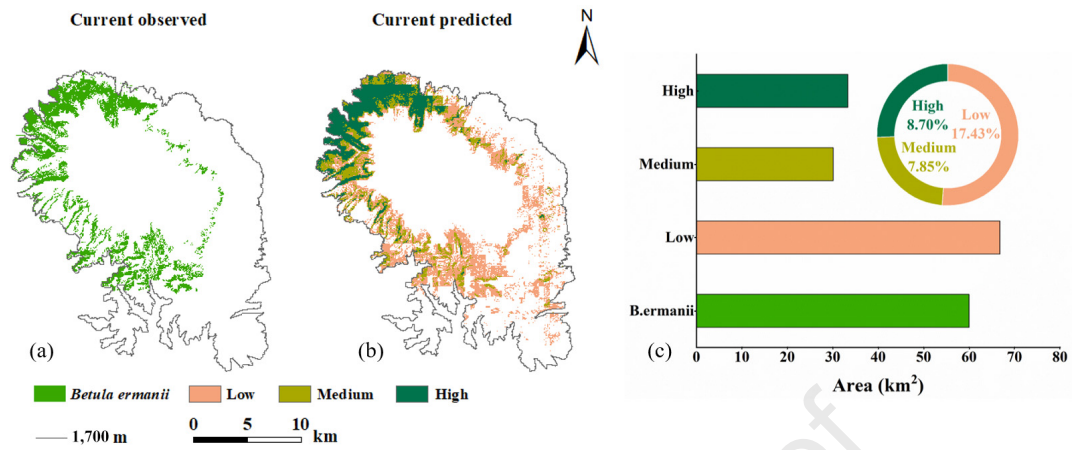 Current observed
Current predicted
N
(a)
(b)
Betula ermanii
Low
Medium
High
1,700 m
0 5 10
km
High
Medium
Low
B.ermanii
High
8.70%
Low
17.43%
Medium
7.85%
(c)
0 10 20 30 40 50 60 70 80
Area (km²)